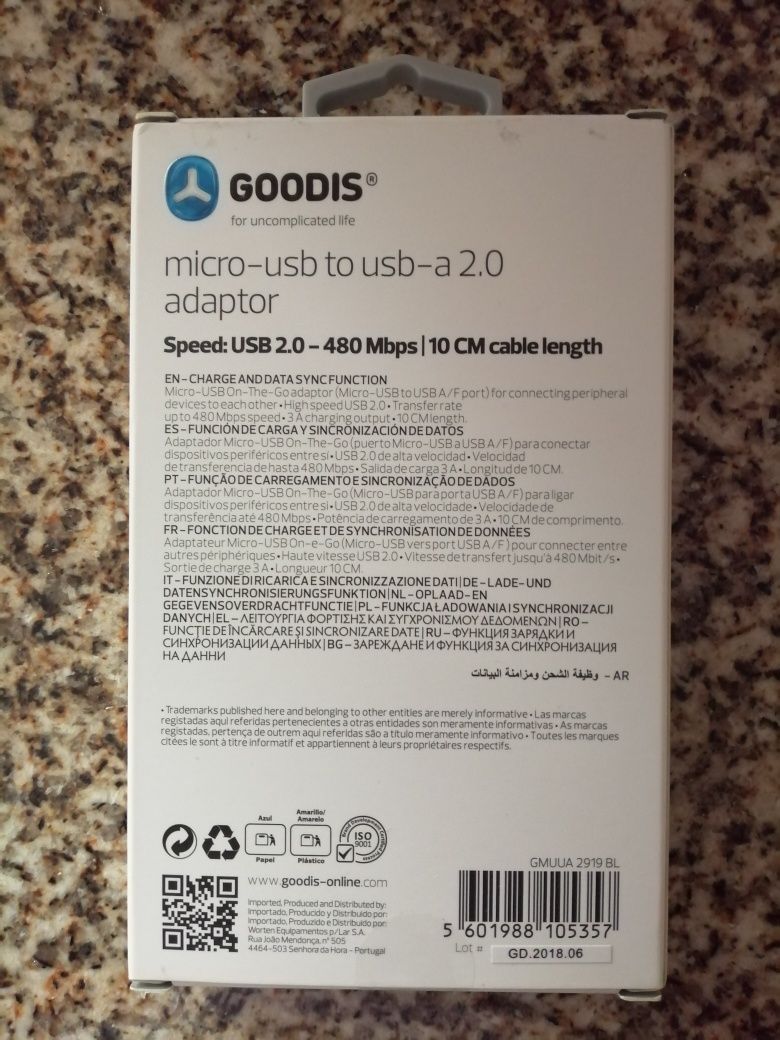 GOODIS®
for uncomplicated life
micro-usb to usb-a 2.0
adaptor
Speed: USB 2.0 – 480 Mbps | 10 CM cable length
EN – CHARGE AND DATA SYNC FUNCTION
Micro-USB On-The-Go adaptor (Micro-USB to USB A/F port) for connecting peripheral
devices to each other • High speed USB 2.0 • Transfer rate
up to 480 Mbps speed • 3 A charging output • 10 CM length.
ES – FUNCIÓN DE CARGA Y SINCRONIZACIÓN DE DATOS
Adaptador Micro-USB On-The-Go (puerto Micro-USB a USB A/F) para conectar
dispositivos periféricos entre si • USB 2.0 de alta velocidad • Velocidad
de transferencia de hasta 480 Mbps • Salida de carga 3 A • Longitud de 10 CM.
PT – FUNÇÃO DE CARREGAMENTO E SINCRONIZAÇÃO DE DADOS
Adaptador Micro-USB On-The-Go (Micro-USB para porta USB A/F) para ligar
dispositivos periféricos entre si • USB 2.0 de alta velocidade • Velocidade de
transferência até 480 Mbps • Potência de carregamento de 3 A • 10 CM de comprimento.
FR – FONCTION DE CHARGE ET DE SYNCHRONISATION DE DONNÉES
Adaptateur Micro-USB On-e-Go (Micro-USB vers port USB A/F) pour connecter entre
autres périphériques • Haute vitesse USB 2.0 • Vitesse de transfert jusqu'à 480 Mbit/s •
Sortie de charge 3 A • Longueur 10 CM.
IT – FUNZIONE DI RICARICA E SINCRONIZZAZIONE DATI | DE – LADE- UND
DATENSYNCHRONISIERUNGSFUNKTION | NL – OPLAAD- EN
GEGEVENSOVERDRACHTFUNCTIE | PL – FUNKCJA ŁADOWANIA I SYNCHRONIZACJI
DANYCH | EL – ΛΕΙΤΟΥΡΓΙΑ ΦΟΡΤΙΣΗΣ ΚΑΙ ΣΥΓΧΡΟΝΙΣΜΟΥ ΔΕΔΟΜΕΝΩΝ | RO –
FUNCȚIE DE ÎNCĂRCARE ȘI SINCRONIZARE DATE | RU – ФУНКЦИЯ ЗАРЯДКИ И
СИНХРОНИЗАЦИИ ДАННЫХ | BG – ЗАРЕЖДАНЕ И ФУНКЦИЯ ЗА СИНХРОНИЗАЦИЯ
НА ДАННИ
AR – وظيفة الشحن ومزامنة البيانات
• Trademarks published here and belonging to other entities are merely informative • Las marcas
registadas aqui referidas pertenecientes a otras entidades son meramente informativas • As marcas
registadas, pertença de outrem aqui referidas são a título meramente informativo • Toutes les marques
citées le sont à titre informatif et appartiennent à leurs propriétaires respectifs.
Azul
Papel
Amarillo/
Amarelo
Plástico
ISO
9001
www.goodis-online.com
Imported, Produced and Distributed by:
Importado, Producido y Distribuido por:
Importado, Produzido e Distribuído por:
Worten Equipamentos p/Lar S.A.
Rua João Mendonça, nº 505
4464-503 Senhora da Hora - Portugal
GMUUA 2919 BL
5 601988 105357
Lot # GD.2018.06